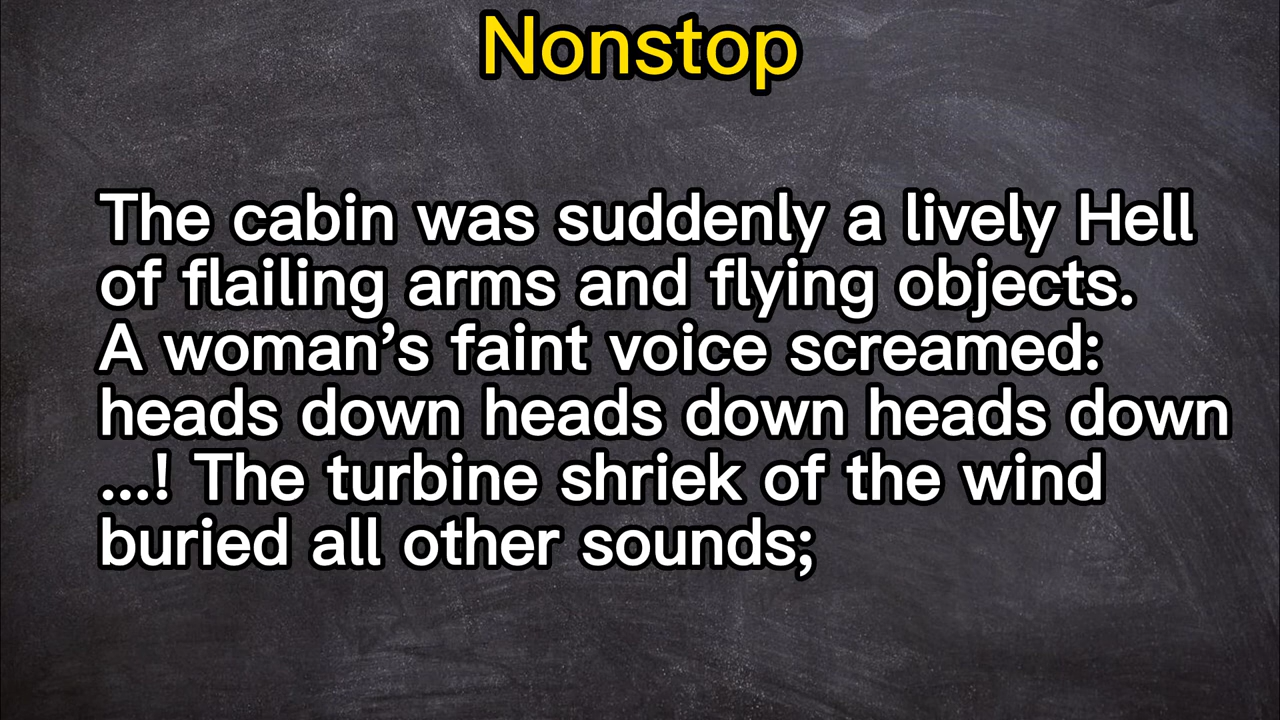 Nonstop
The cabin was suddenly a lively Hell
of flailing arms and flying objects.
A woman’s faint voice screamed:
heads down heads down heads down
...! The turbine shriek of the wind
buried all other sounds;